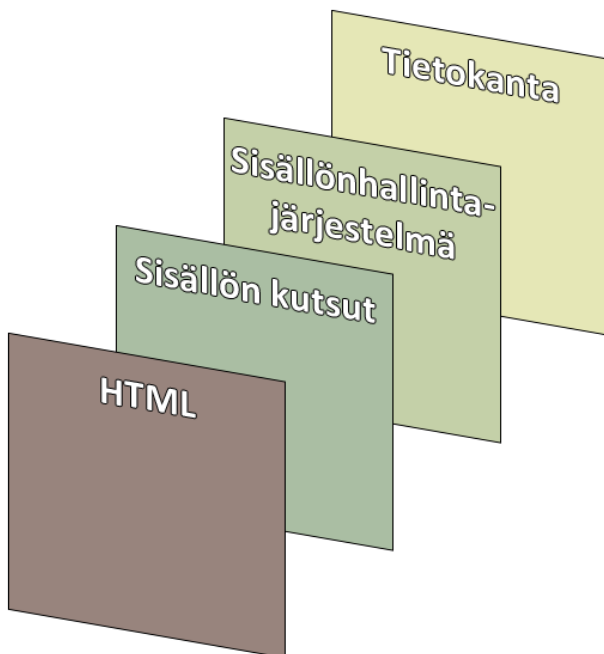 Tietokanta
Sisällönhallinta-
järjestelmä
Sisällön kutsut
HTML